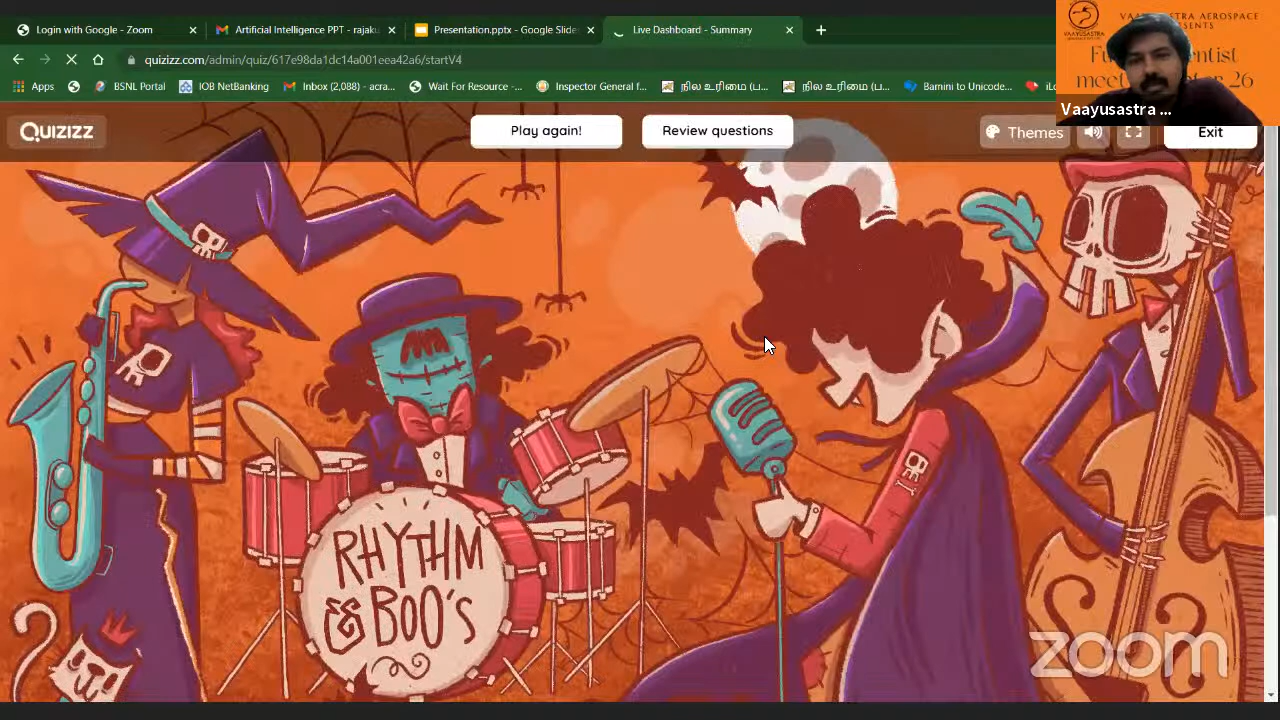 Login with Google - Zoom
Artificial Intelligence PPT - rajaku
Presentation.pptx - Google Slide
Live Dashboard - Summary
quizizz.com/admin/quiz/617e98da1dc14a001eea42a6/startV4
Apps
BSNL Portal
IOB NetBanking
Inbox (2,088) - acra...
Wait For Resource -...
Inspector General f...
நில உரிமை (ப...
நில உரிமை (ப...
Bamini to Unicode...
Vaayusastra ...
Quizizz
Play again!
Review questions
Themes
Exit
RHYTHM
& BOO'S
zoom